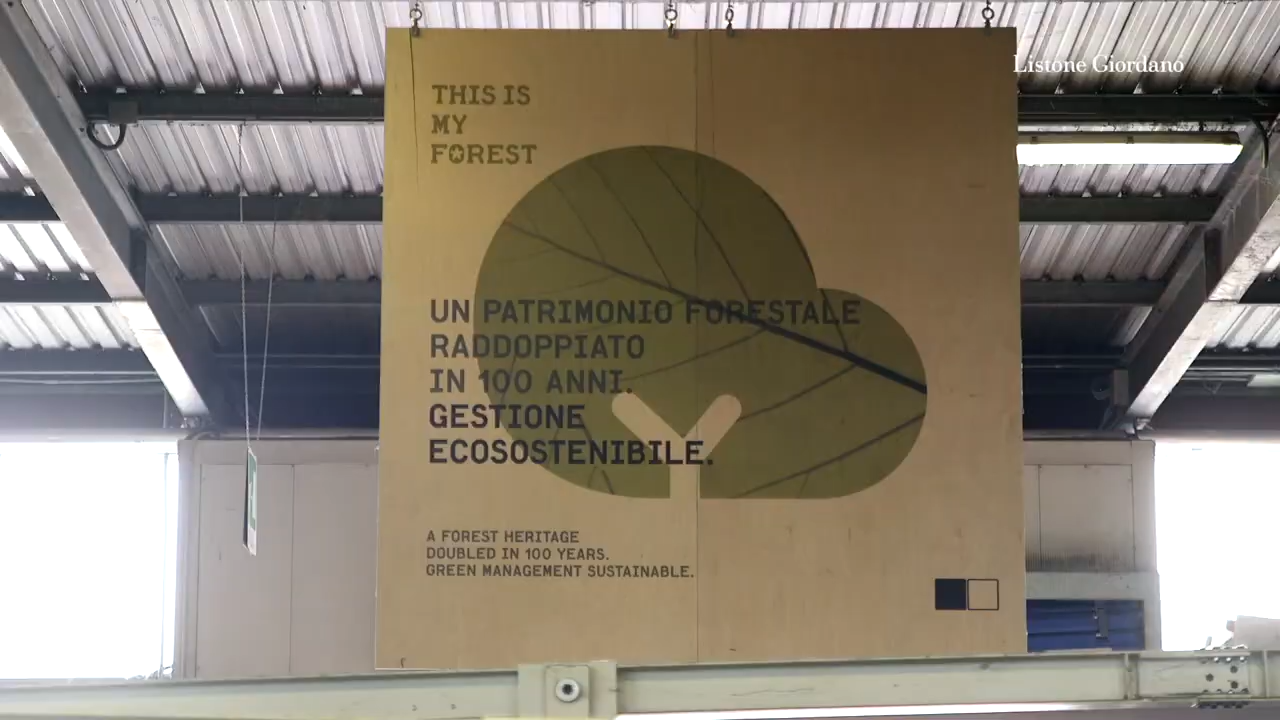 Listone Giordano
THIS IS
MY
FOREST
UN PATRIMONIO FORESTALE
RADDOPPIATO
IN 100 ANNI.
GESTIONE
ECOSOSTENIBILE.
A FOREST HERITAGE
DOUBLED IN 100 YEARS.
GREEN MANAGEMENT SUSTAINABLE.